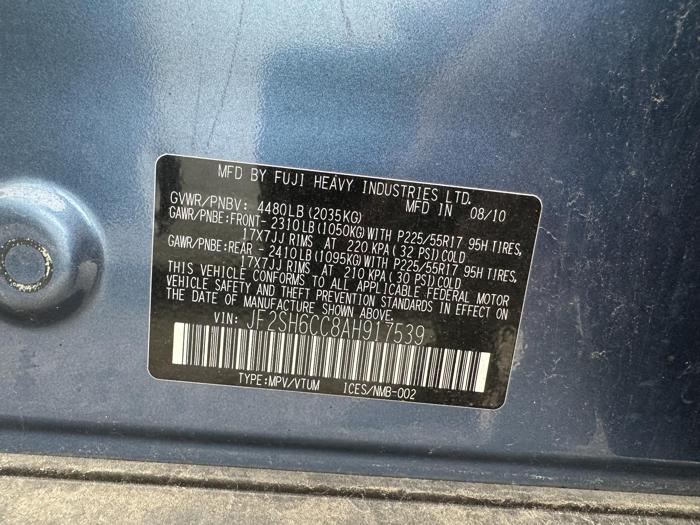 MFD BY FUJI HEAVY INDUSTRIES LTD.
GVWR/PNBV: 4480LB(2035KG) MFD IN 08/10
GAWR/PNBE:FRONT-2310LB(1050KG)WITH P225/55R17 95H TIRES,
17X7JJ RIMS AT 220 KPA(32 PSI)COLD
GAWR/PNBE:REAR -2410LB(1095KG)WITH P225/55R17 95H TIRES,
17X7JJ RIMS AT 210 KPA(30 PSI)COLD
THIS VEHICLE CONFORMS TO ALL APPLICABLE FEDERAL MOTOR
VEHICLE SAFETY AND THEFT PREVENTION STANDARDS IN EFFECT ON
THE DATE OF MANUFACTURE SHOWN ABOVE.
VIN: JF2SH6CC8AH917539
TYPE:MPV/VTUM ICES/NMB-002